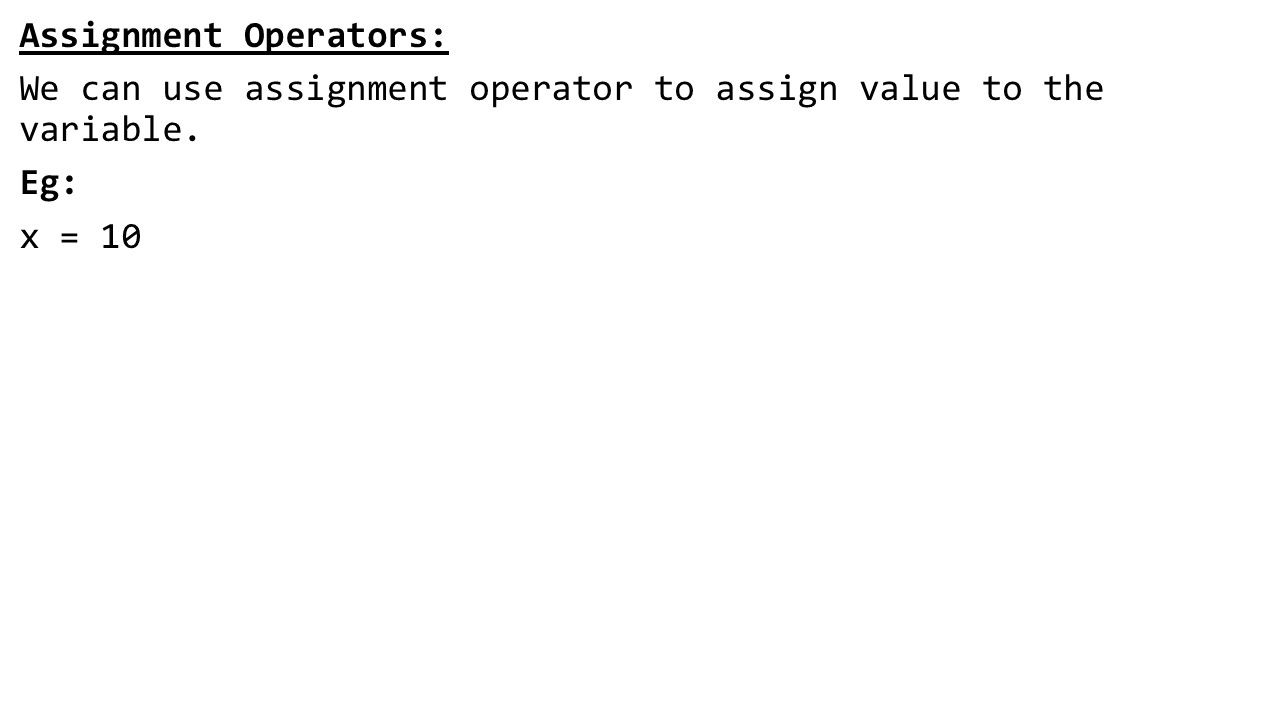 Assignment Operators:
We can use assignment operator to assign value to the
variable.
Eg:
x = 10